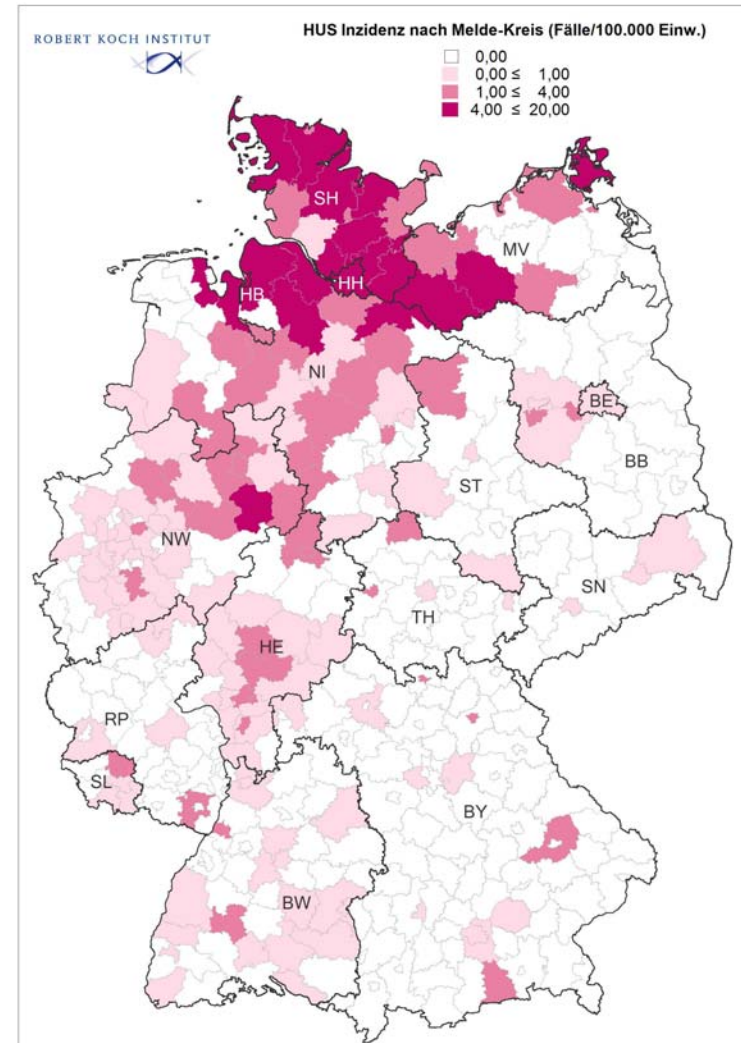 ROBERT KOCH INSTITUT
HUS Inzidenz nach Melde-Kreis (Fälle/100.000 Einw.)
0,00
0,00 ≤ 1,00
1,00 ≤ 4,00
4,00 ≤ 20,00
SH
MV
HB
HH
NI
BE
BB
ST
NW
SN
TH
HE
RP
SL
BY
BW